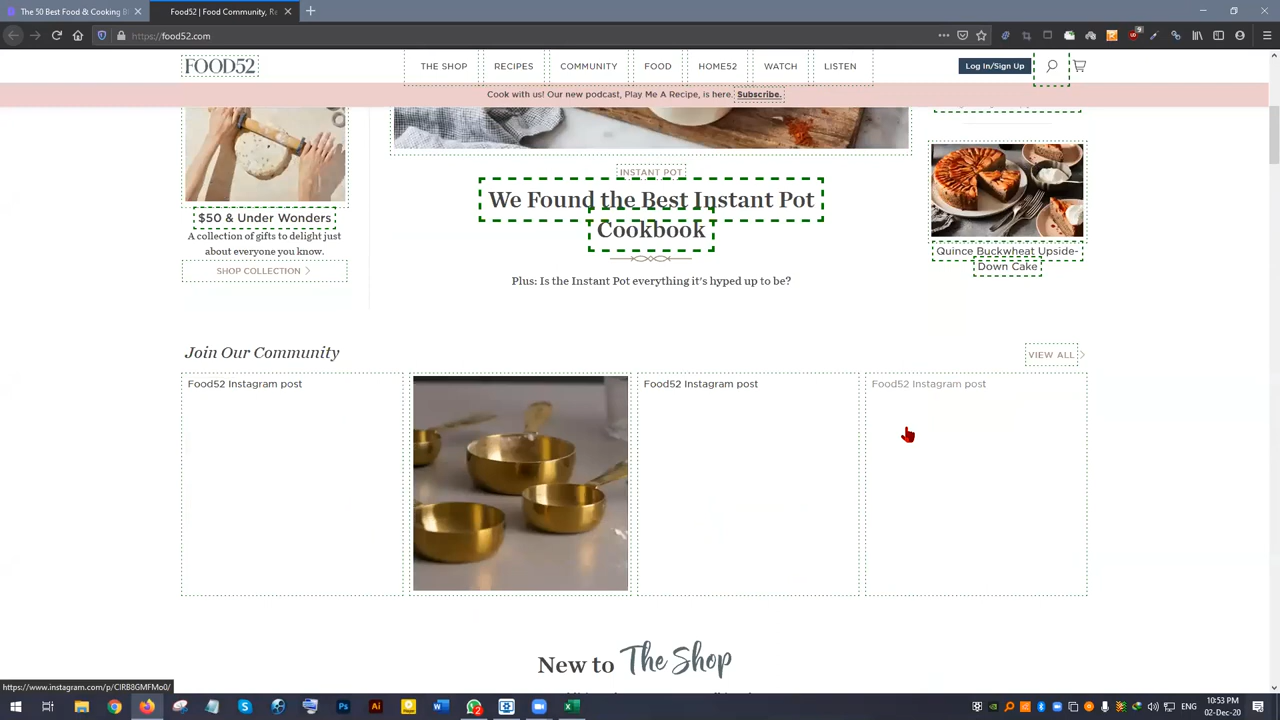 The 50 Best Food & Cooking B
Food52 | Food Community, Re
https://food52.com
FOOD52
THE SHOP
RECIPES
COMMUNITY
FOOD
HOME52
WATCH
LISTEN
Log In/Sign Up
Cook with us! Our new podcast, Play Me A Recipe, is here. Subscribe.
INSTANT POT
We Found the Best Instant Pot
Cookbook
Plus: Is the Instant Pot everything it's hyped up to be?
$50 & Under Wonders
A collection of gifts to delight just
about everyone you know.
SHOP COLLECTION
Quince Buckwheat Upside-
Down Cake
Join Our Community
VIEW ALL
Food52 Instagram post
Food52 Instagram post
Food52 Instagram post
New to The Shop
https://www.instagram.com/p/CIRB8GMFMo0/
10:53 PM
02-Dec-20